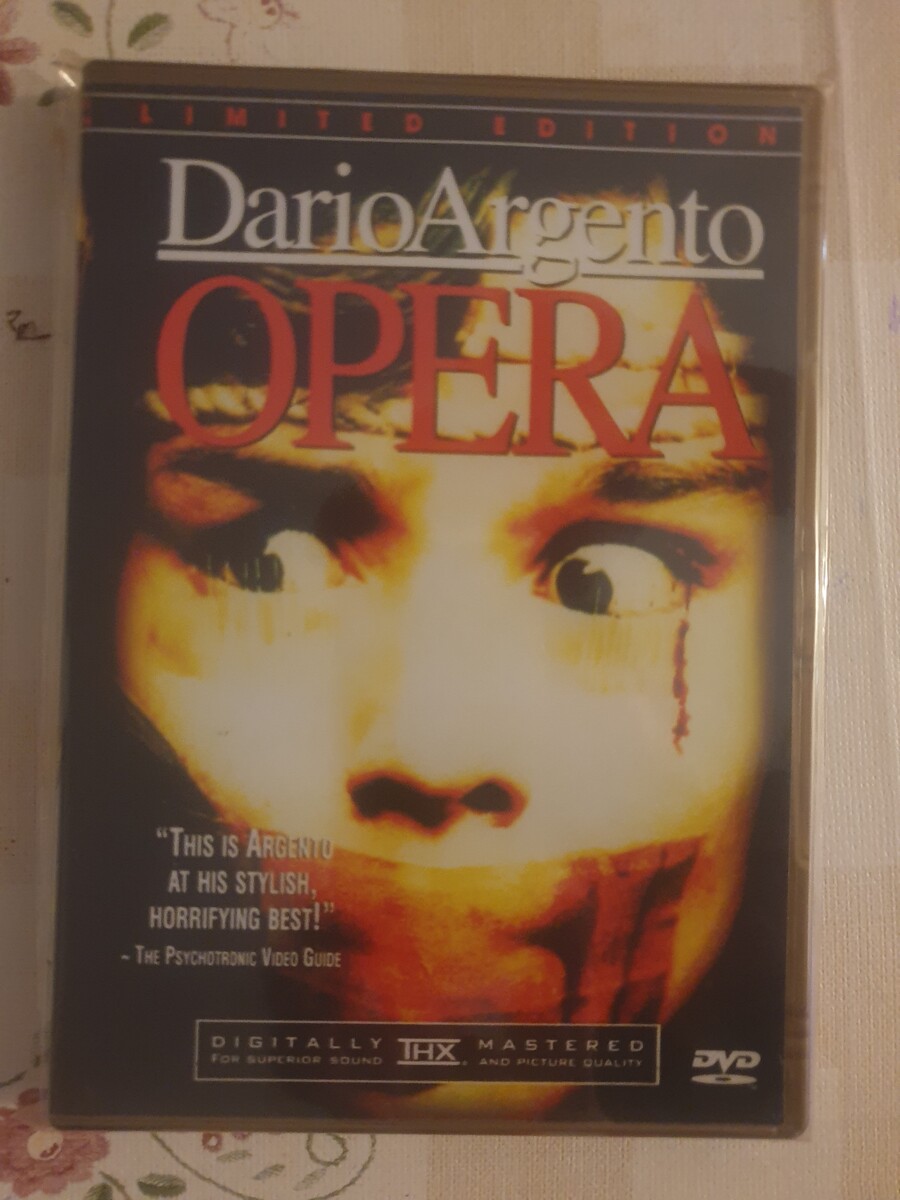 LIMITED EDITION
DarioArgento
OPERA
“THIS IS ARGENTO
AT HIS STYLISH,
HORRIFYING BEST!”
~ THE PSYCHOTRONIC VIDEO GUIDE
DIGITALLY THX MASTERED
FOR SUPERIOR SOUND AND PICTURE QUALITY
DVD